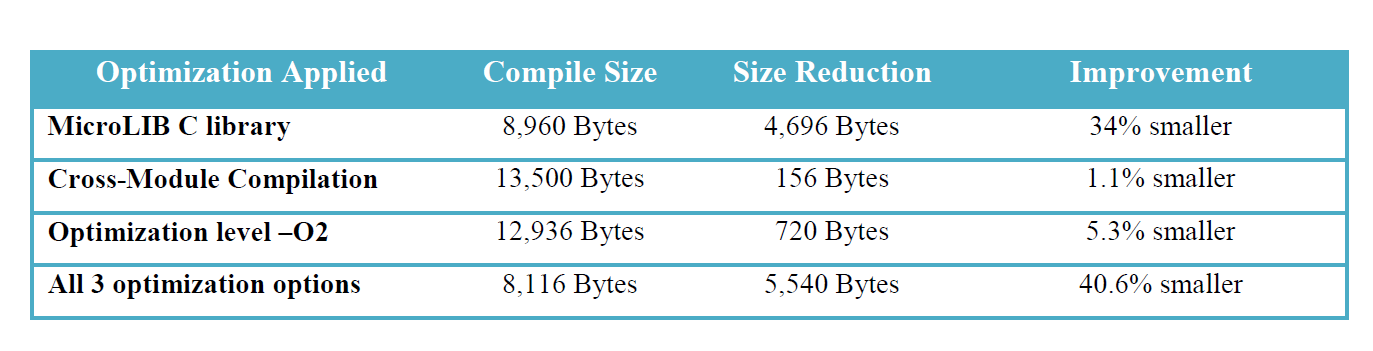 Optimization Applied Compile Size Size Reduction Improvement
MicroLIB C library 8,960 Bytes 4,696 Bytes 34% smaller
Cross-Module Compilation 13,500 Bytes 156 Bytes 1.1% smaller
Optimization level –O2 12,936 Bytes 720 Bytes 5.3% smaller
All 3 optimization options 8,116 Bytes 5,540 Bytes 40.6% smaller